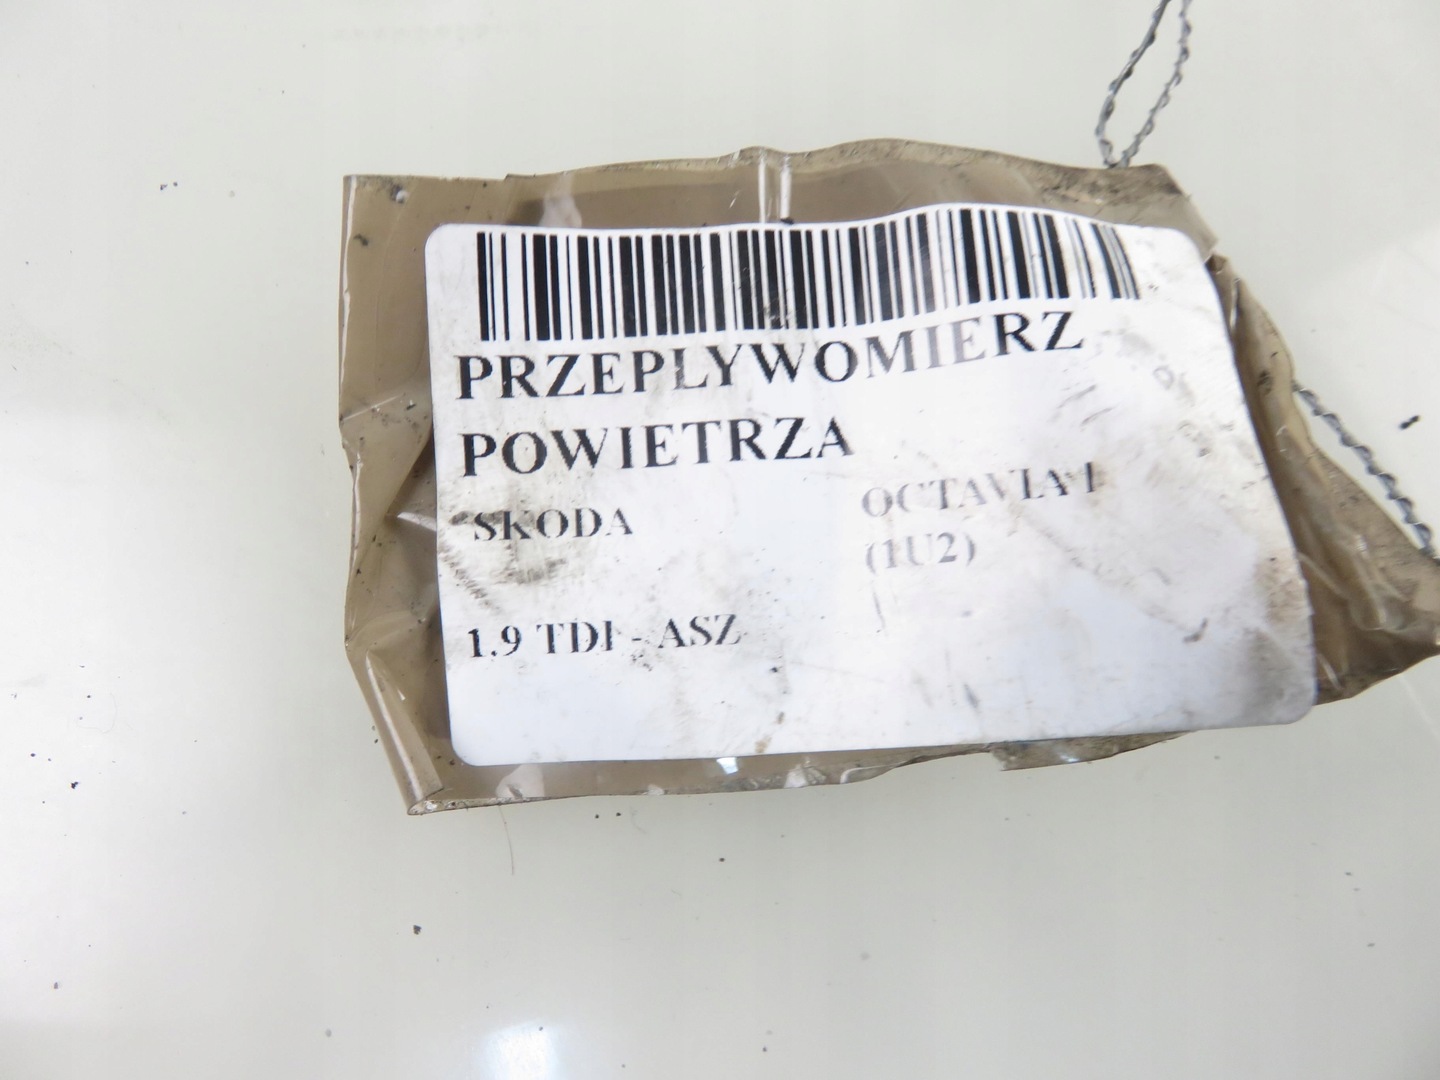 PRZEPLYWOMIERZ
POWIETRZA
SKODA
OCTAVIA I
(1U2)
1.9 TDI - ASZ